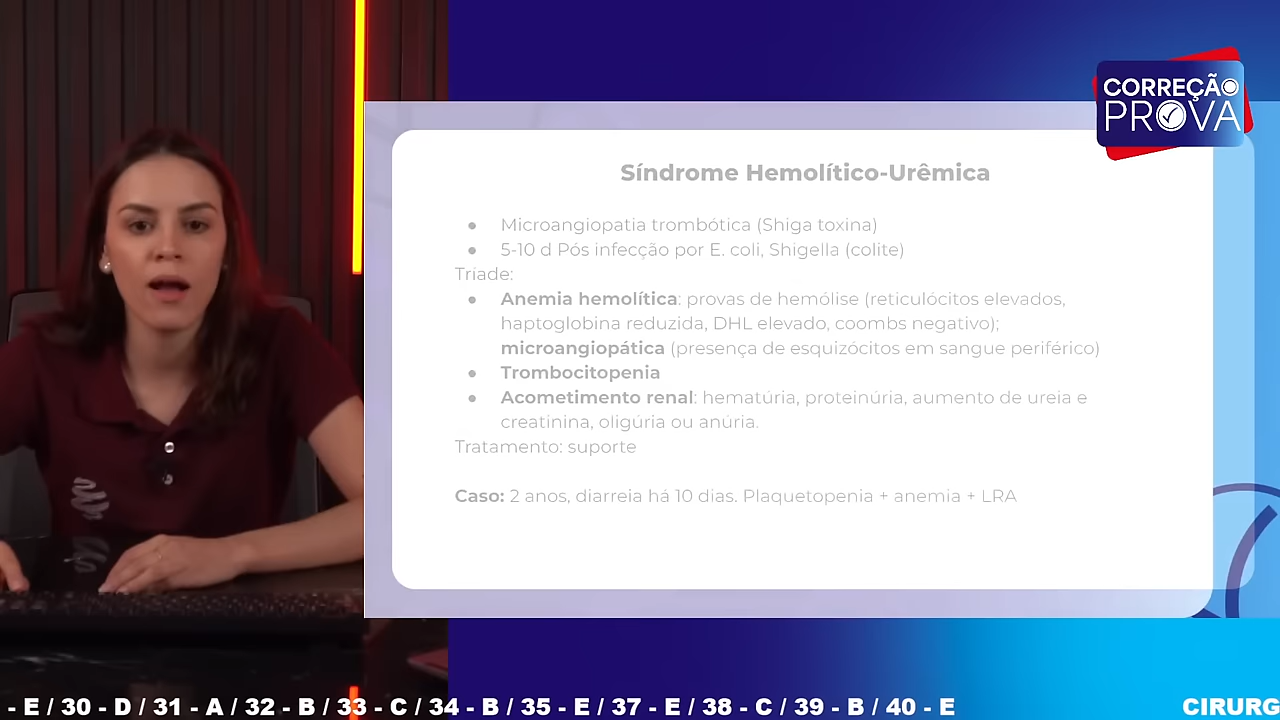 CORREÇÃO
PROVA
Síndrome Hemolítico-Urêmica
• Microangiopatia trombótica (Shiga toxina)
• 5-10 d Pós infecção por E. coli, Shigella (colite)
Tríade:
• Anemia hemolítica: provas de hemólise (reticulócitos elevados,
haptoglobina reduzida, DHL elevado, coombs negativo);
microangiopática (presença de esquizócitos em sangue periférico)
• Trombocitopenia
• Acometimento renal: hematúria, proteinúria, aumento de ureia e
creatinina, oligúria ou anúria.
Tratamento: suporte
Caso: 2 anos, diarreia há 10 dias. Plaquetopenia + anemia + LRA
- E / 30 - D / 31 - A / 32 - B / 33 - C / 34 - B / 35 - E / 37 - E / 38 - C / 39 - B / 40 - E
CIRURG